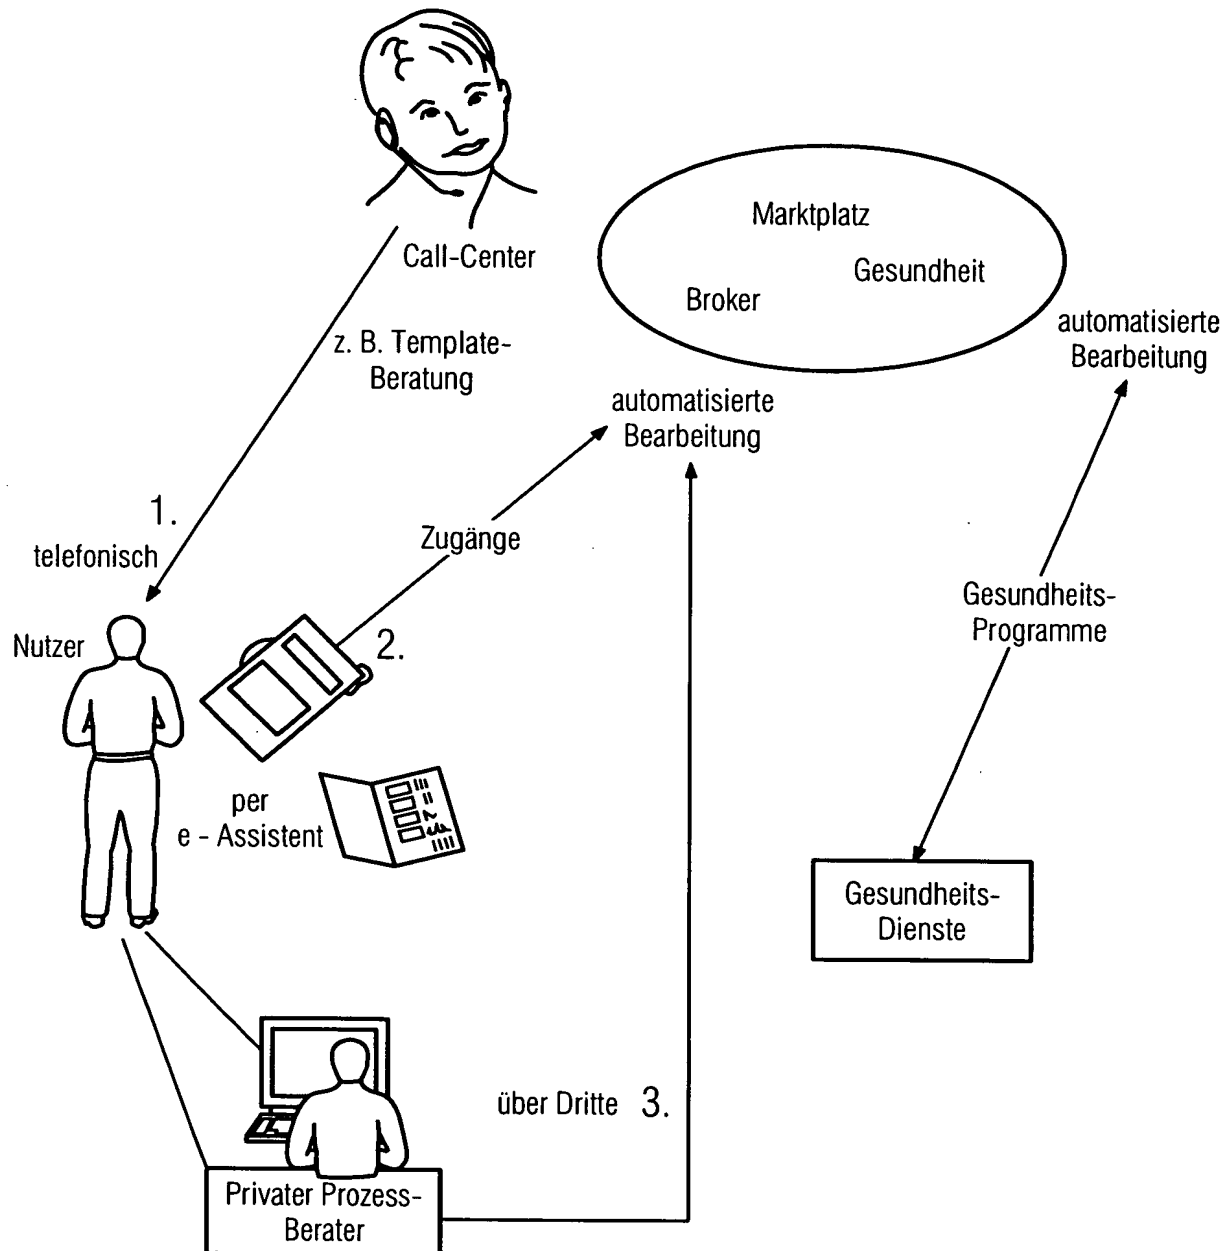 Call-Center
Marktplatz
Gesundheit
Broker
automatisierte
Bearbeitung
z. B. Template-
Beratung
automatisierte
Bearbeitung
1.
telefonisch
Zugänge
Nutzer
2.
Gesundheits-
Programme
per
e - Assistent
Gesundheits-
Dienste
über Dritte 3.
Privater Prozess-
Berater